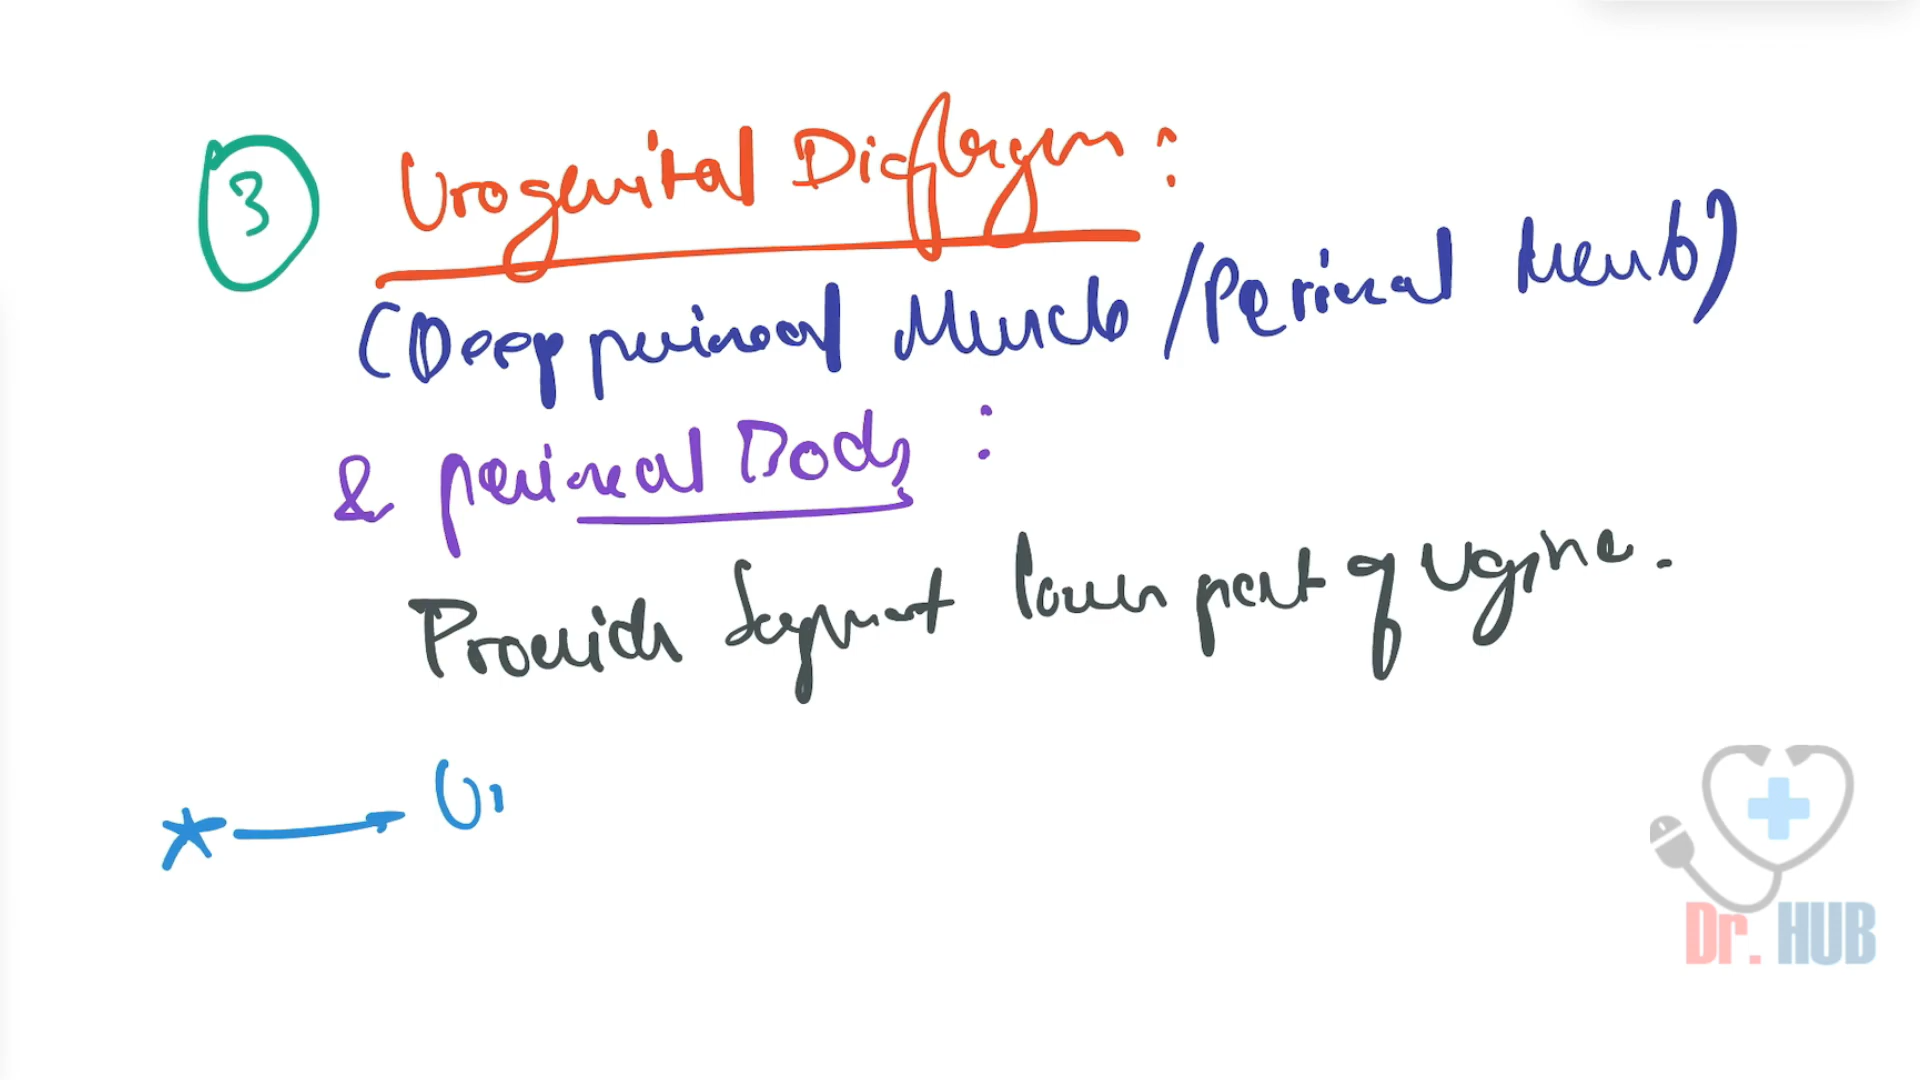 3 Urogenital Diaphragm :
(Deep perineal Muscle / Perineal Memb)
& perineal Body :
Provide Support lower part of vagina.
Dr. HUB